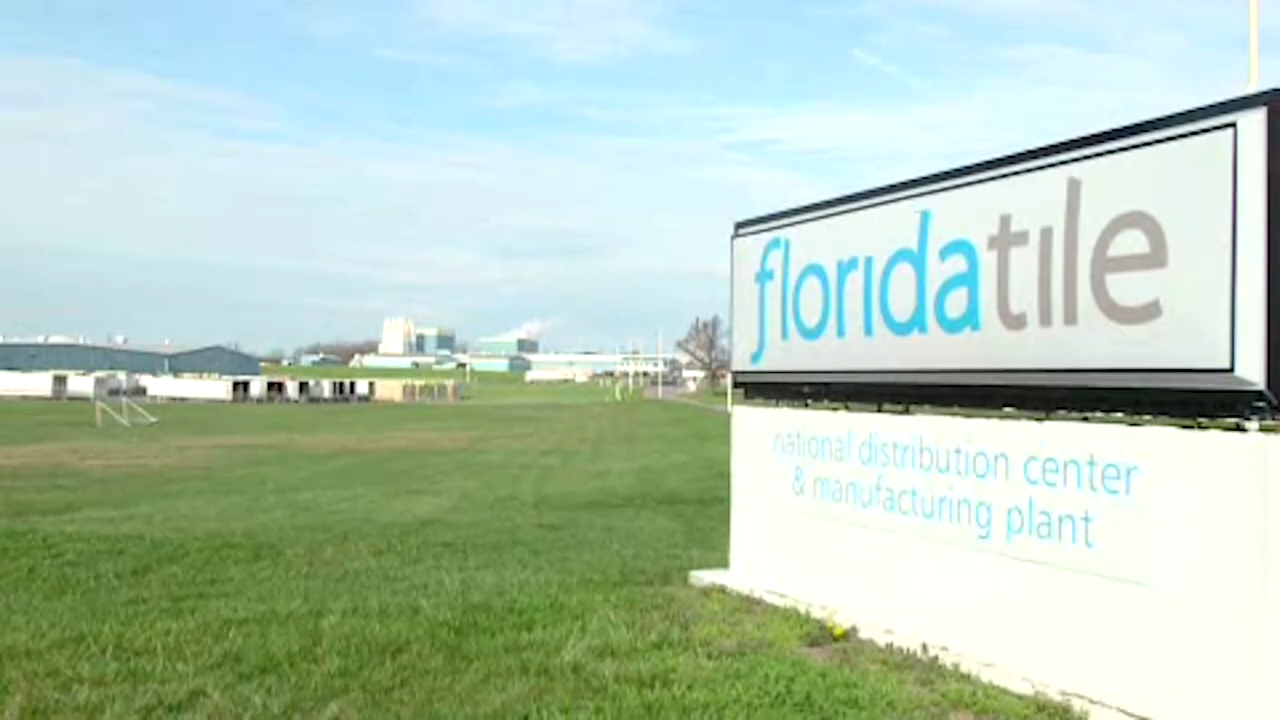 floridatile
national distribution center
& manufacturing plant